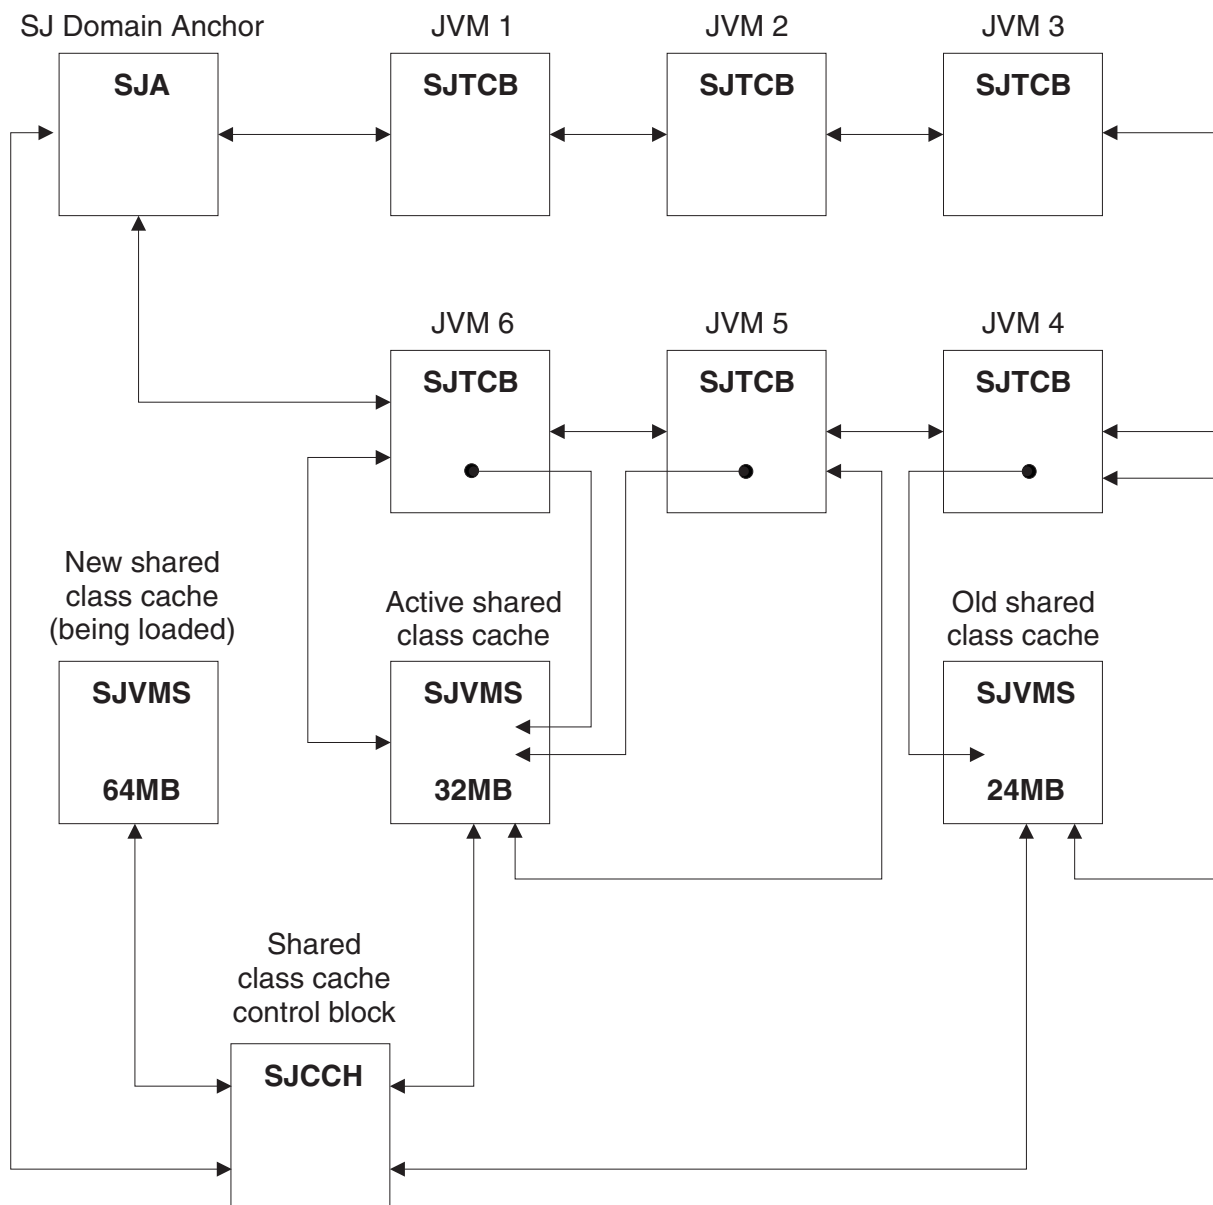 SJ Domain Anchor
JVM 1
JVM 2
JVM 3
SJA
SJTCB
SJTCB
SJTCB
JVM 6
JVM 5
JVM 4
SJTCB
SJTCB
SJTCB
New shared
class cache
(being loaded)
Active shared
class cache
Old shared
class cache
SJVMS
64MB
SJVMS
32MB
SJVMS
24MB
Shared
class cache
control block
SJCCH